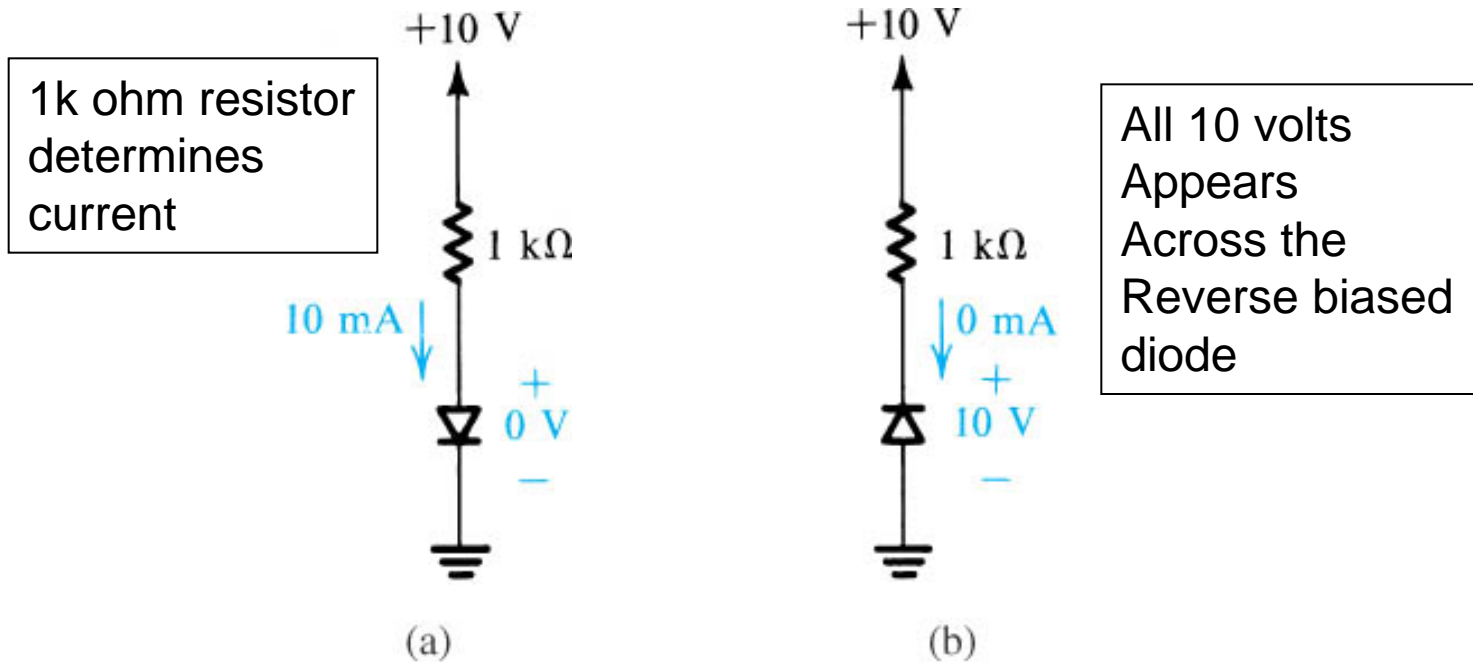 +10 V
1k ohm resistor
determines
current
1 kΩ
10 mA
+
0 V
−
(a)
+10 V
1 kΩ
0 mA
+
10 V
−
(b)
All 10 volts
Appears
Across the
Reverse biased
diode